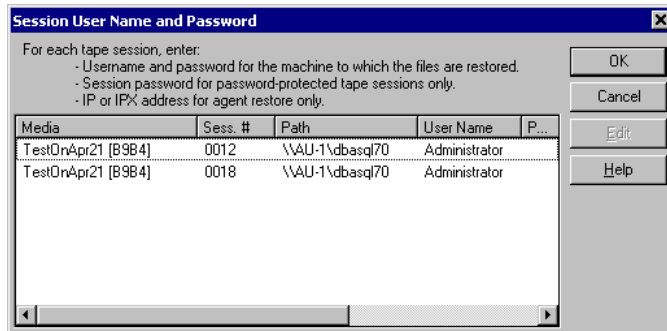 Session User Name and Password
For each tape session, enter:
- Username and password for the machine to which the files are restored.
- Session password for password-protected tape sessions only.
- IP or IPX address for agent restore only.
OK
Cancel
Edit
Help
Media Sess. # Path User Name P...
TestOnApr21 [B9B4] 0012 \\AU-1\dbasql70 Administrator
TestOnApr21 [B9B4] 0018 \\AU-1\dbasql70 Administrator